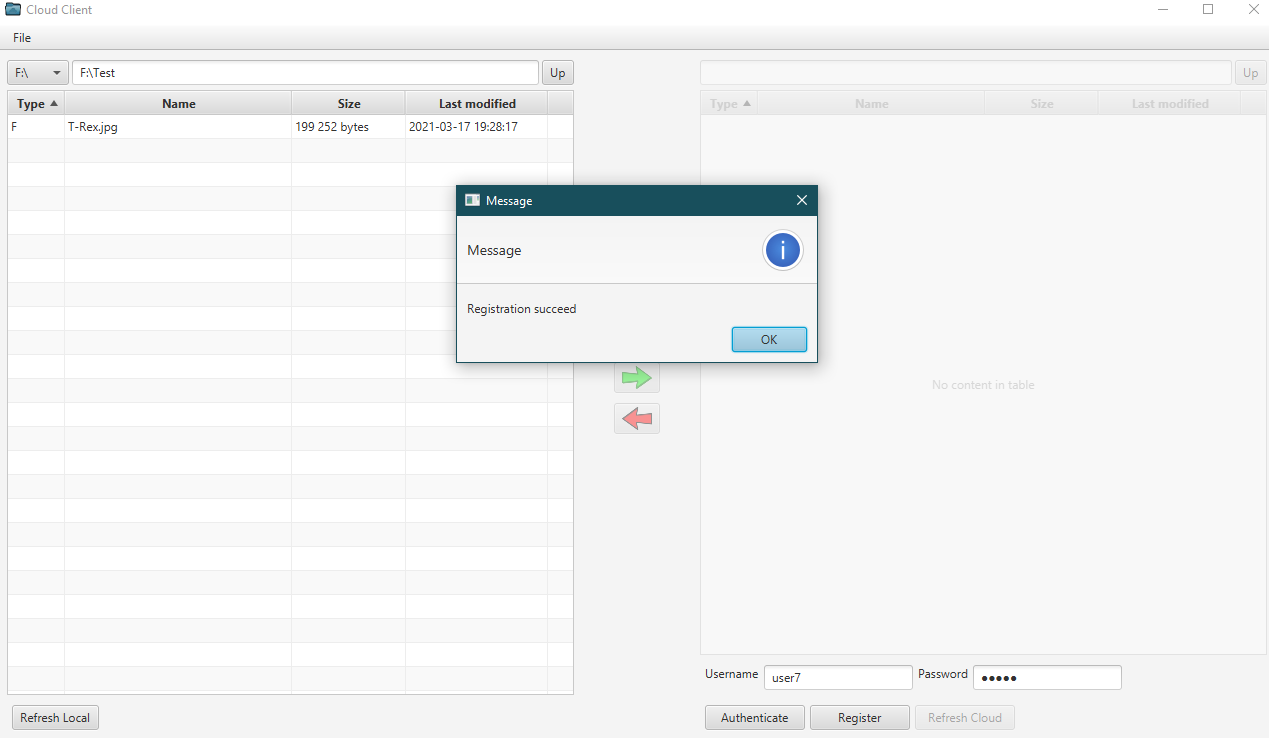 Cloud Client
File
F:\ F:\Test Up Up
Type Name Size Last modified Type Name Size Last modified
F T-Rex.jpg 199 252 bytes 2021-03-17 19:28:17
Message
Message
Registration succeed
OK
No content in table
Username user7 Password •••••
Refresh Local Authenticate Register Refresh Cloud